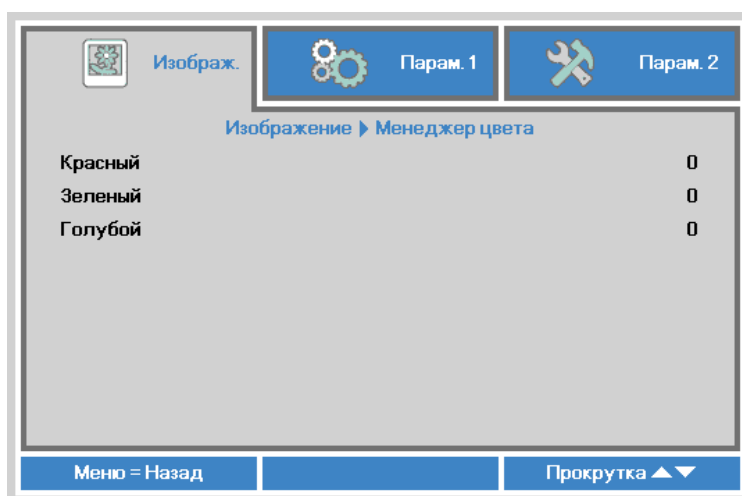 Изображ. Парам. 1 Парам. 2
Изображение ▶ Менеджер цвета
Красный 0
Зеленый 0
Голубой 0
Меню = Назад Прокрутка ▲▼